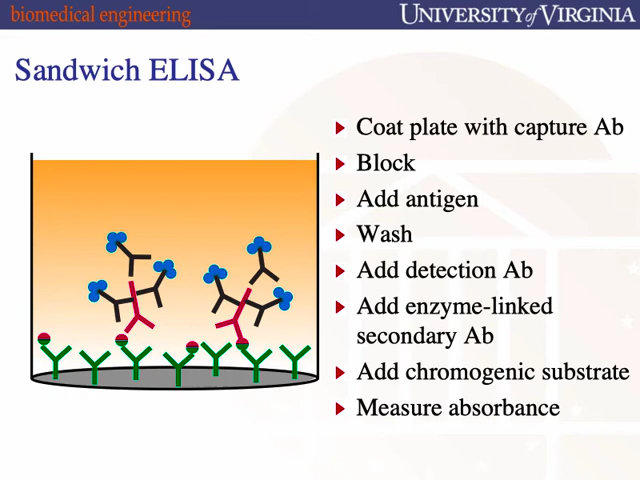 biomedical engineering
UNIVERSITY of VIRGINIA
Sandwich ELISA
Coat plate with capture Ab
Block
Add antigen
Wash
Add detection Ab
Add enzyme-linked
secondary Ab
Add chromogenic substrate
Measure absorbance